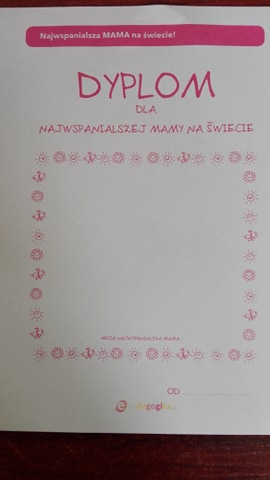 Najwspanialsza MAMA na świecie!
DYPLOM
DLA
NAJWSPANIALSZEJ MAMY NA ŚWIECIE
MOJA NAJWSPANIALSZA MAMA
OD